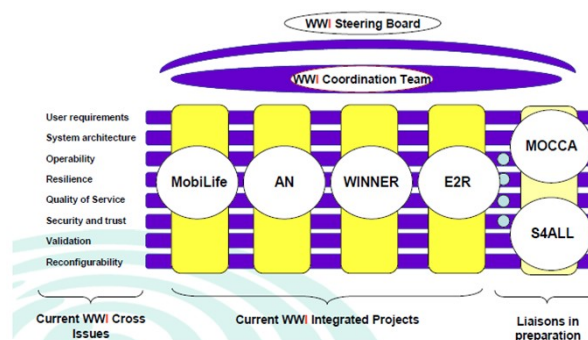 WWI Steering Board
WWI Coordination Team
User requirements
System architecture
Operability
Resilience
Quality of Service
Security and trust
Validation
Reconfigurability
MobiLife
AN
WINNER
E2R
MOCCA
S4ALL
Current WWI Cross
Issues
Current WWI Integrated Projects
Liaisons in
preparation